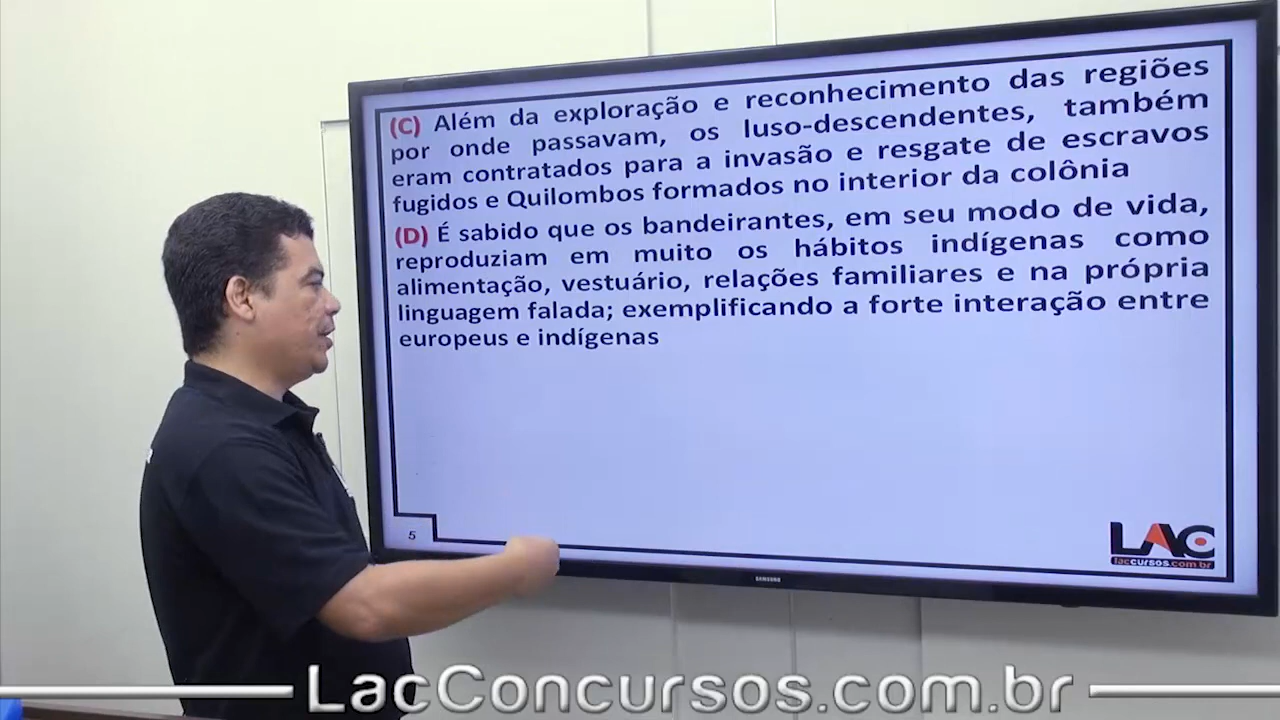 (C) Além da exploração e reconhecimento das regiões
por onde passavam, os luso-descendentes, também
eram contratados para a invasão e resgate de escravos
fugidos e Quilombos formados no interior da colônia
(D) É sabido que os bandeirantes, em seu modo de vida,
reproduziam em muito os hábitos indígenas como
alimentação, vestuário, relações familiares e na própria
linguagem falada; exemplificando a forte interação entre
europeus e indígenas
5
LAC
laccursos.com.br
SAMSUNG
LacConcursos.com.br